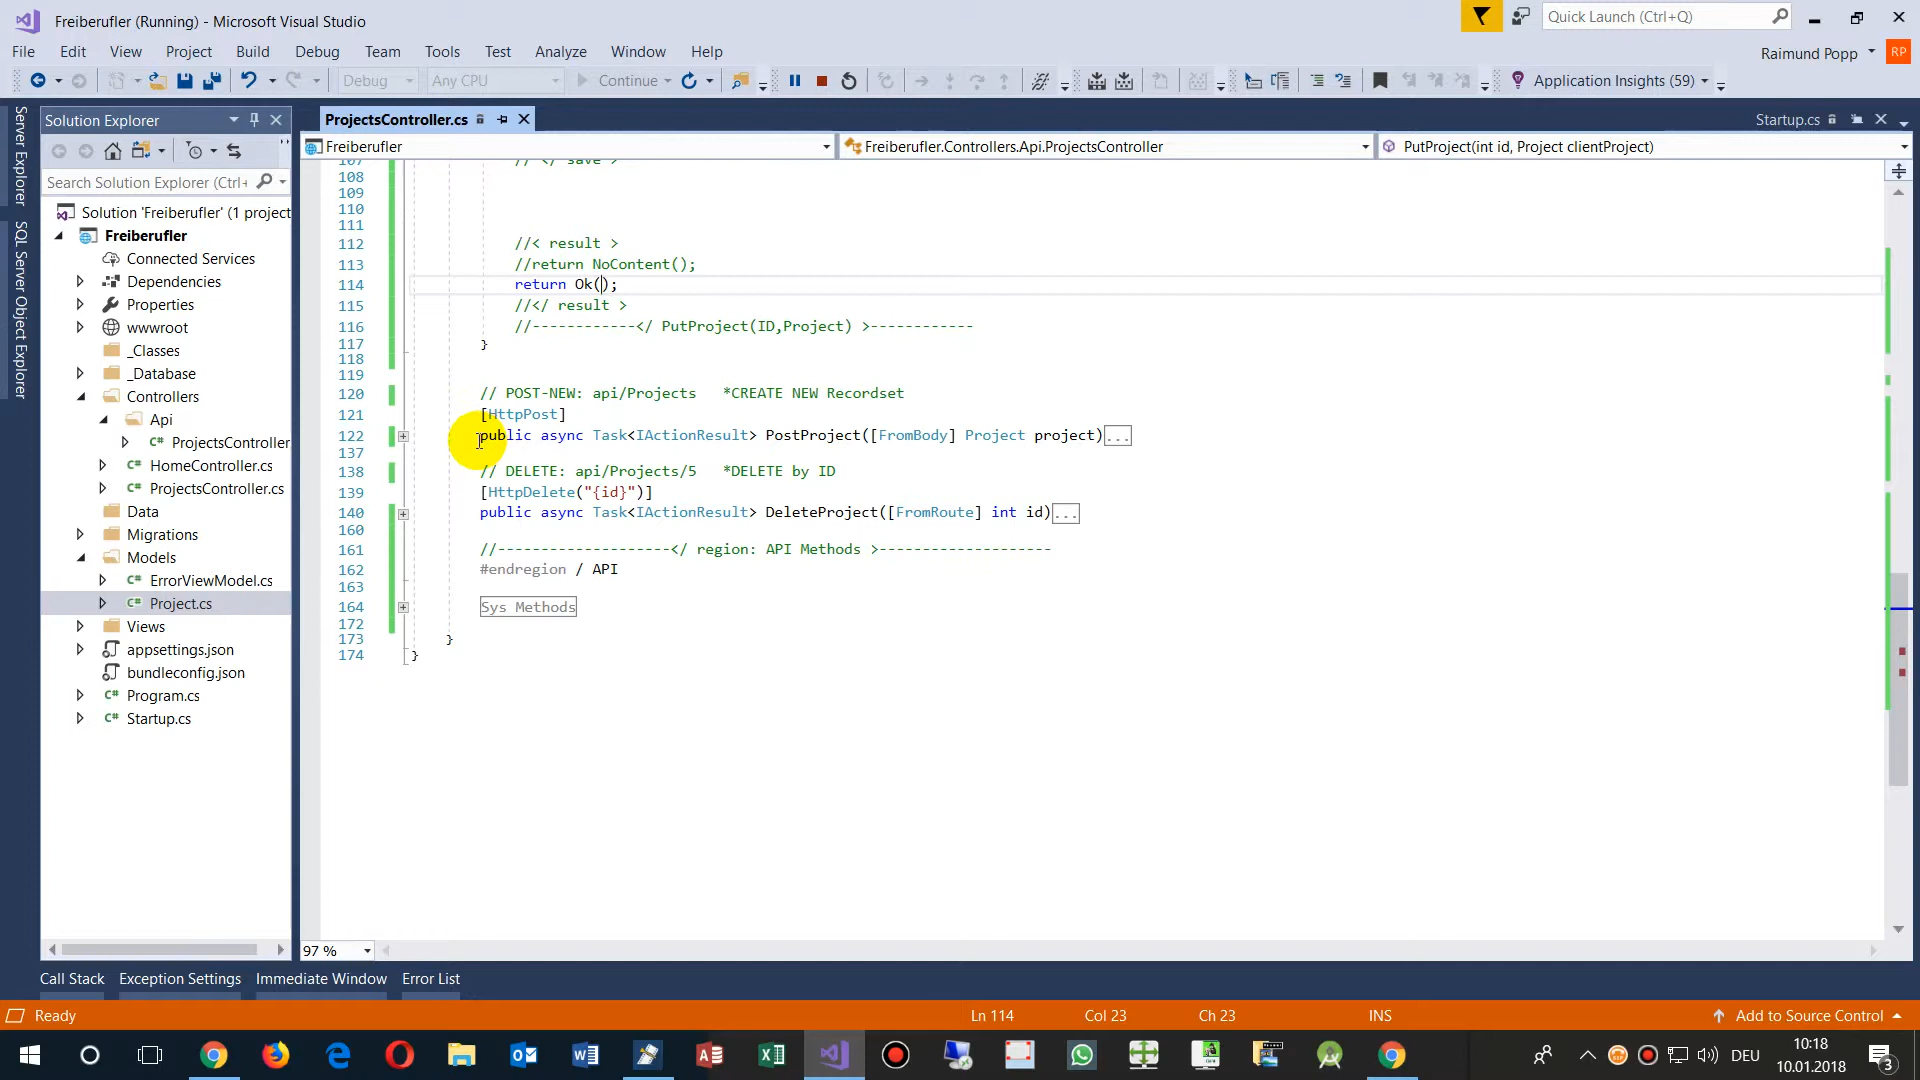 Freiberufler (Running) - Microsoft Visual Studio
Quick Launch (Ctrl+Q)
File Edit View Project Build Debug Team Tools Test Analyze Window Help
Raimund Popp
RP
Debug
Any CPU
Continue
Application Insights (59)
Server Explorer
SQL Server Object Explorer
Solution Explorer
Search Solution Explorer (Ctrl+
Solution 'Freiberufler' (1 project
Freiberufler
Connected Services
Dependencies
Properties
wwwroot
_Classes
_Database
Controllers
Api
C# ProjectsController
C# HomeController.cs
C# ProjectsController.cs
Data
Migrations
Models
C# ErrorViewModel.cs
C# Project.cs
Views
appsettings.json
bundleconfig.json
C# Program.cs
C# Startup.cs
ProjectsController.cs
Startup.cs
Freiberufler
Freiberufler.Controllers.Api.ProjectsController
PutProject(int id, Project clientProject)
107 // </ save >
108
109
110
111
112 //< result >
113 //return NoContent();
114 return Ok();
115 //</ result >
116 //------------</ PutProject(ID,Project) >------------
117 }
118
119
120 // POST-NEW: api/Projects *CREATE NEW Recordset
121 [HttpPost]
122 public async Task<IActionResult> PostProject([FromBody] Project project)...
137
138 // DELETE: api/Projects/5 *DELETE by ID
139 [HttpDelete("{id}")]
140 public async Task<IActionResult> DeleteProject([FromRoute] int id)...
160
161 //--------------------</ region: API Methods >--------------------
162 #endregion / API
163
164 Sys Methods
172
173 }
174 }
97 %
Call Stack Exception Settings Immediate Window Error List
Ready
Ln 114
Col 23
Ch 23
INS
Add to Source Control
DEU
10:18
10.01.2018
3